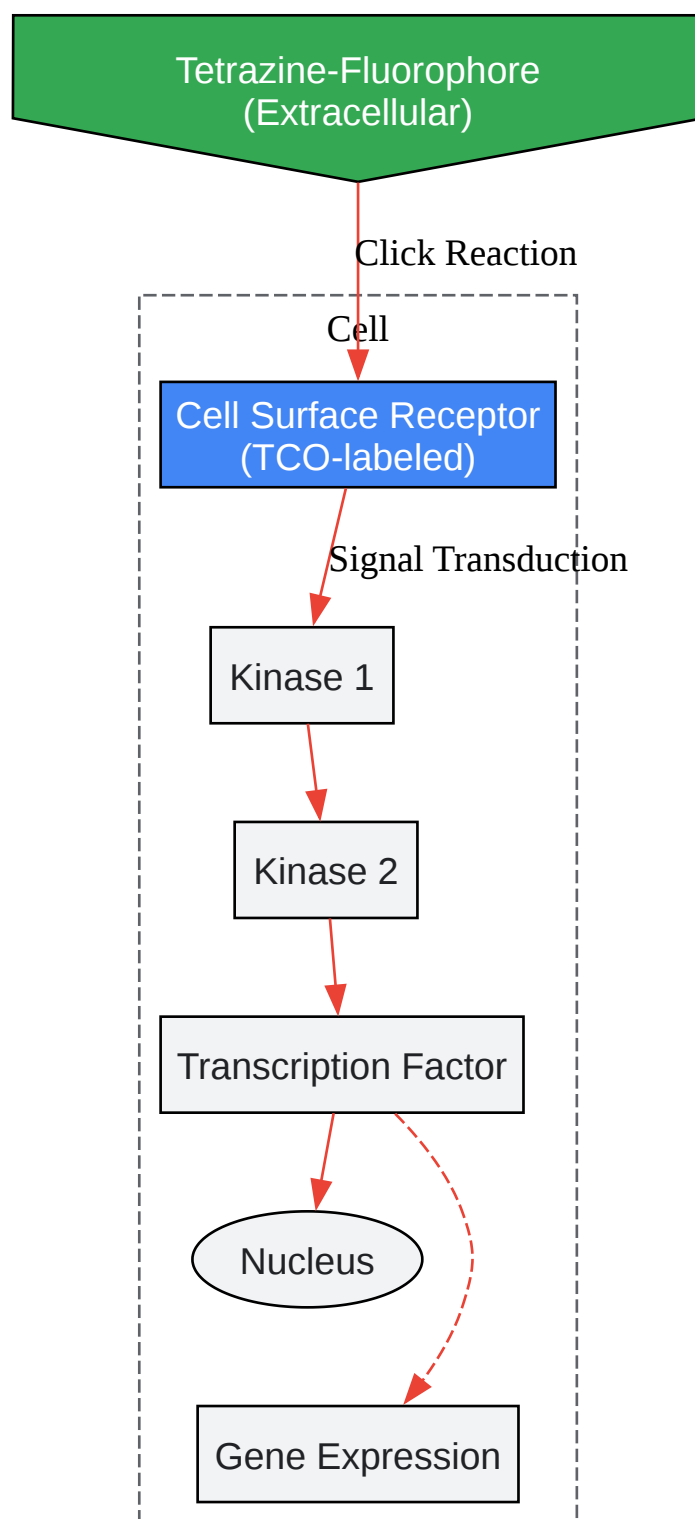 Tetrazine-Fluorophore
(Extracellular)
Click Reaction
Cell
Cell Surface Receptor
(TCO-labeled)
Signal Transduction
Kinase 1
Kinase 2
Transcription Factor
Nucleus
Gene Expression